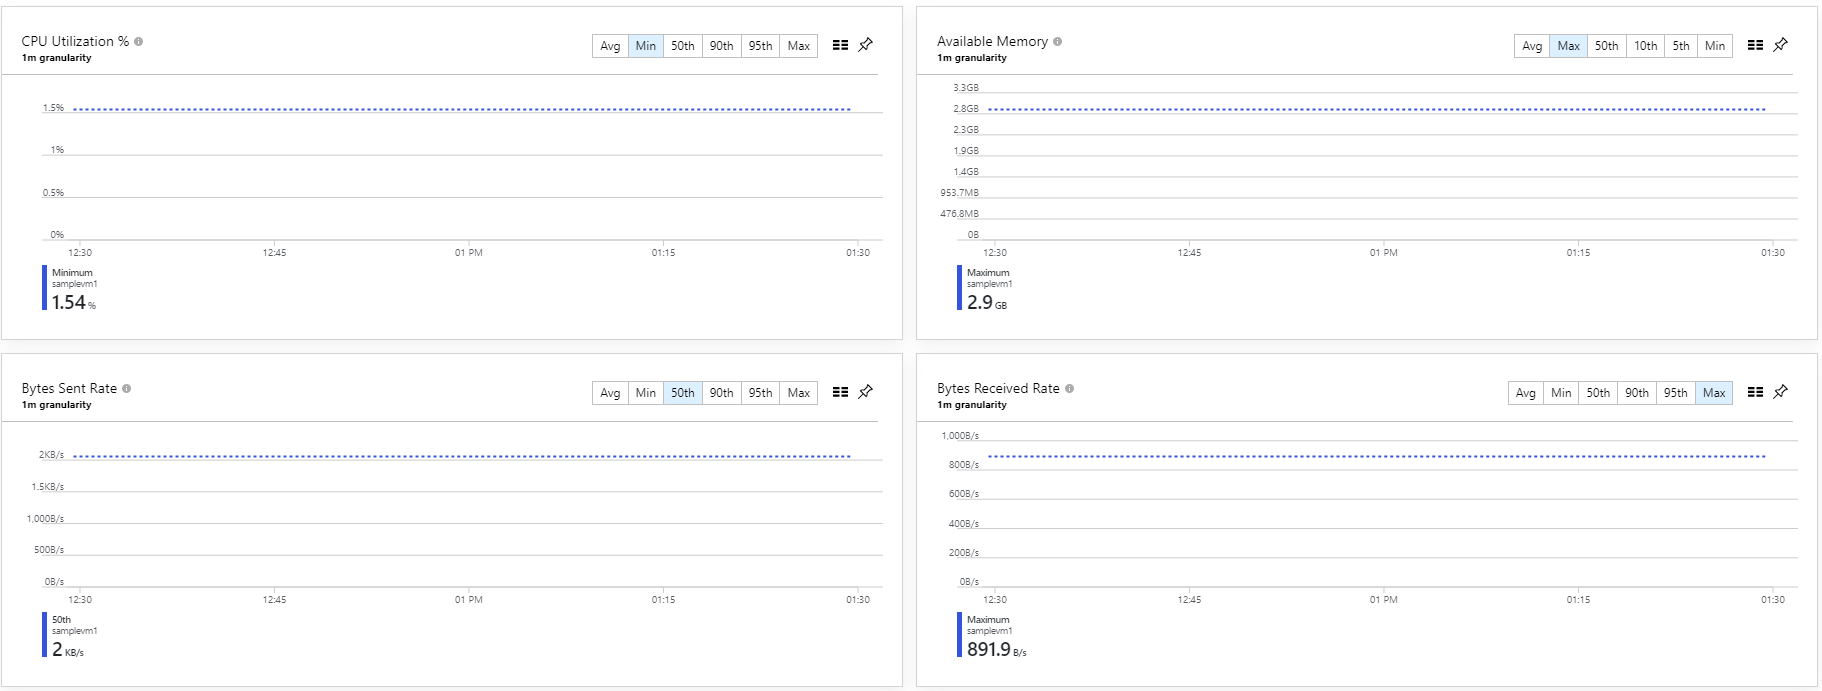 CPU Utilization %
1m granularity
Avg Min 50th 90th 95th Max
1.5%
1%
0.5%
0%
12:30 12:45 01 PM 01:15 01:30
Minimum
samplevm1
1.54 %
Available Memory
1m granularity
Avg Max 50th 10th 5th Min
3.3GB
2.8GB
2.3GB
1.9GB
1.4GB
953.7MB
476.8MB
0B
12:30 12:45 01 PM 01:15 01:30
Maximum
samplevm1
2.9 GB
Bytes Sent Rate
1m granularity
Avg Min 50th 90th 95th Max
2KB/s
1.5KB/s
1,000B/s
500B/s
0B/s
12:30 12:45 01 PM 01:15 01:30
50th
samplevm1
2 KB/s
Bytes Received Rate
1m granularity
Avg Min 50th 90th 95th Max
1,000B/s
800B/s
600B/s
400B/s
200B/s
0B/s
12:30 12:45 01 PM 01:15 01:30
Maximum
samplevm1
891.9 B/s